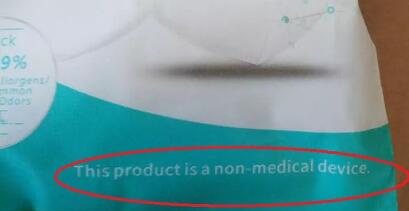 ck
9%
llergens/
mmon
Odors
This product is a non-medical device.